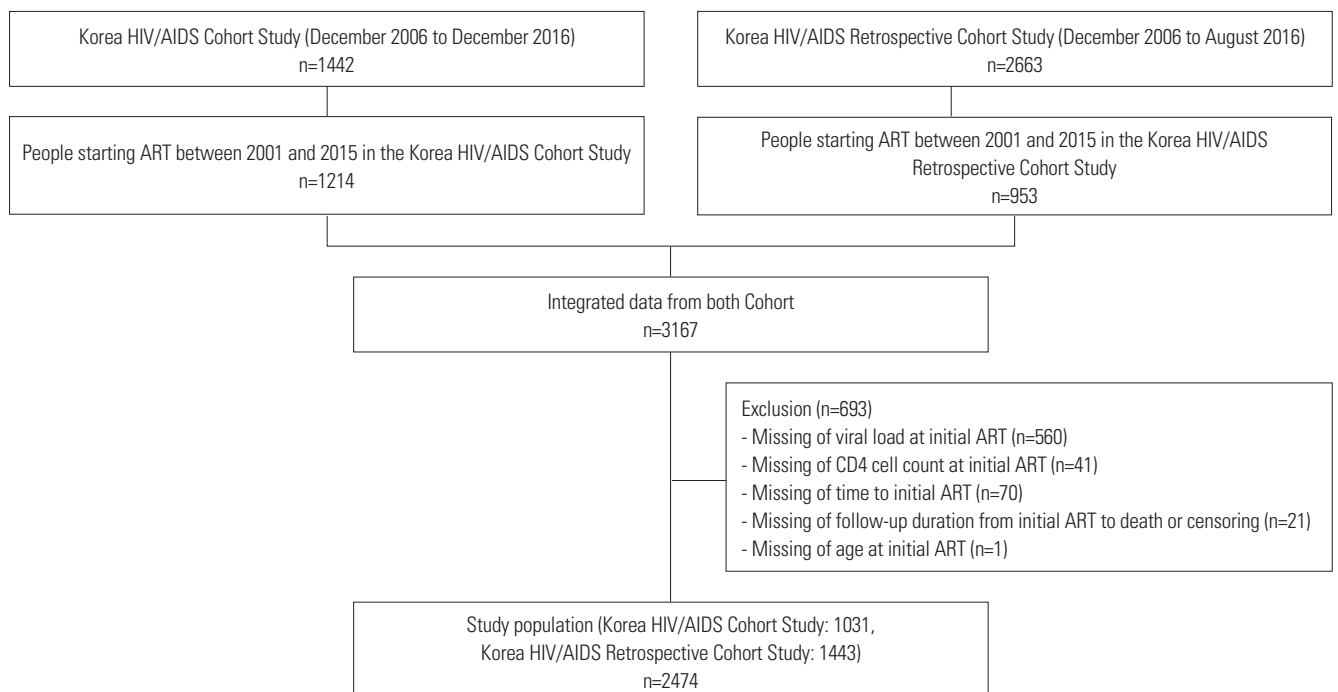 Korea HIV/AIDS Cohort Study (December 2006 to December 2016)
n=1442
Korea HIV/AIDS Retrospective Cohort Study (December 2006 to August 2016)
n=2663
People starting ART between 2001 and 2015 in the Korea HIV/AIDS Cohort Study
n=1214
People starting ART between 2001 and 2015 in the Korea HIV/AIDS
Retrospective Cohort Study
n=953
Integrated data from both Cohort
n=3167
Exclusion (n=693)
- Missing of viral load at initial ART (n=560)
- Missing of CD4 cell count at initial ART (n=41)
- Missing of time to initial ART (n=70)
- Missing of follow-up duration from initial ART to death or censoring (n=21)
- Missing of age at initial ART (n=1)
Study population (Korea HIV/AIDS Cohort Study: 1031,
Korea HIV/AIDS Retrospective Cohort Study: 1443)
n=2474